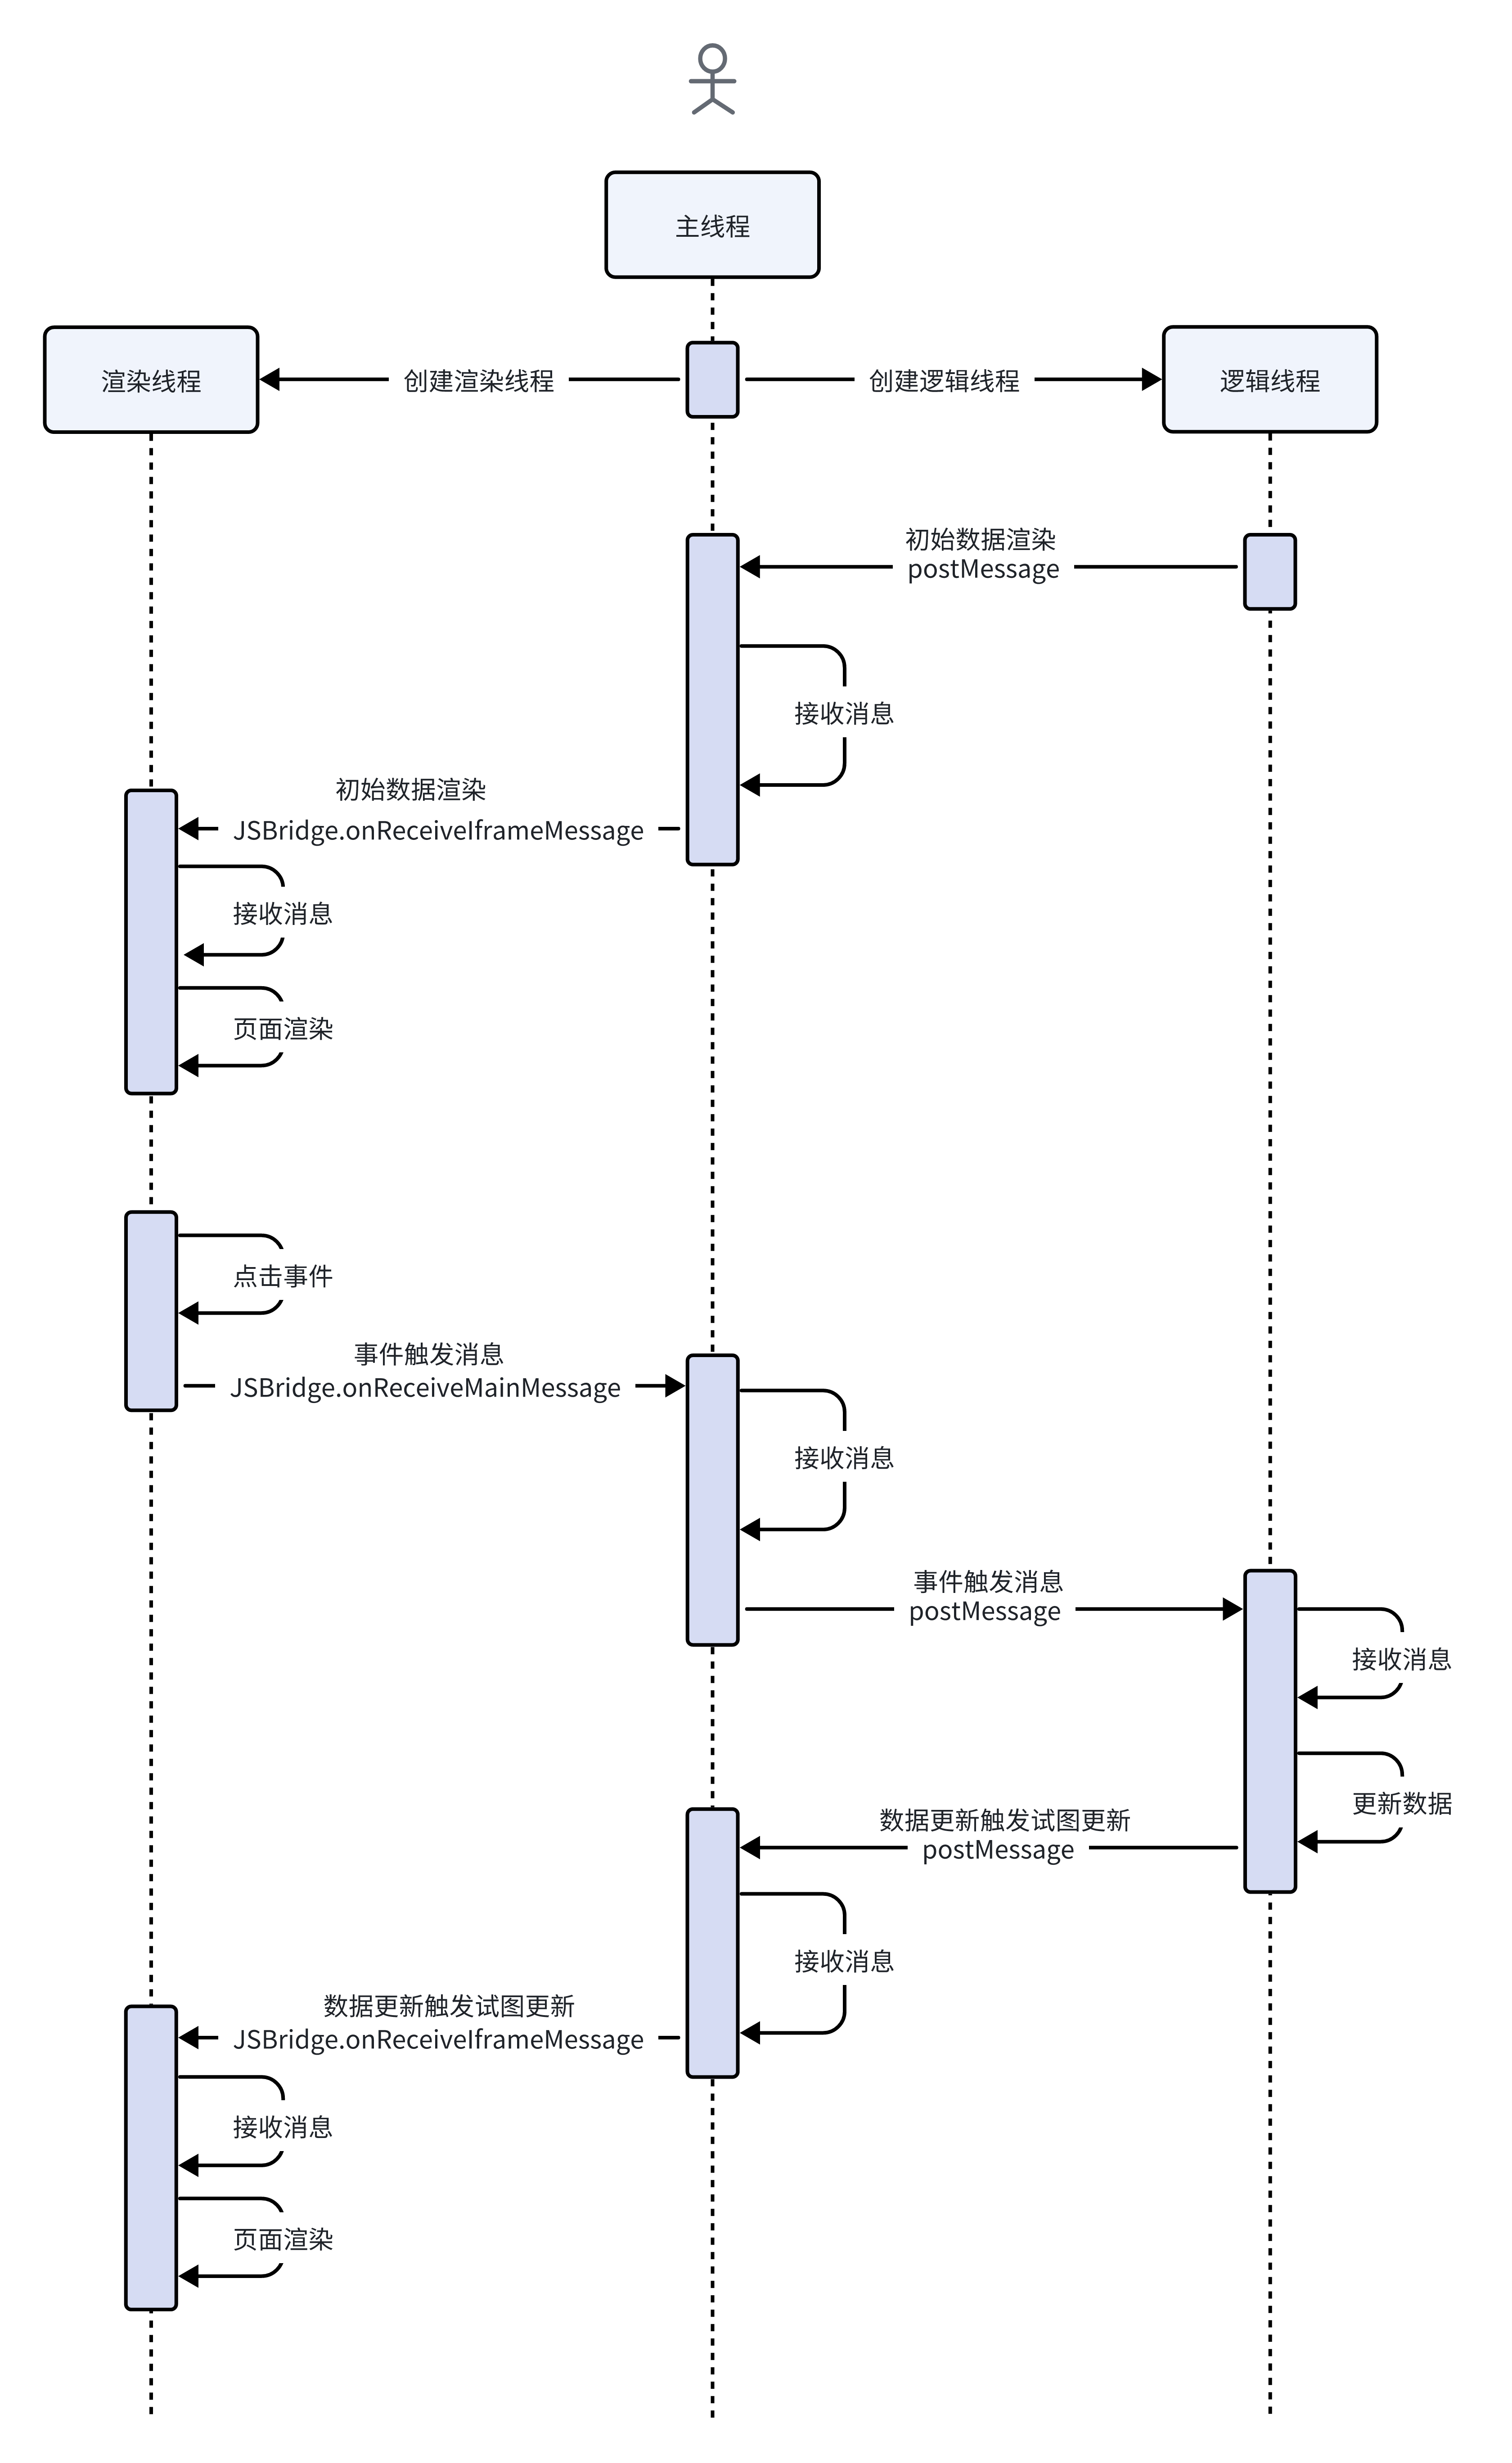 主线程
渲染线程
创建渲染线程
创建逻辑线程
逻辑线程
初始数据渲染
postMessage
接收消息
初始数据渲染
JSBridge.onReceiveIframeMessage
接收消息
页面渲染
点击事件
事件触发消息
JSBridge.onReceiveMainMessage
接收消息
事件触发消息
postMessage
接收消息
更新数据
数据更新触发试图更新
postMessage
接收消息
数据更新触发试图更新
JSBridge.onReceiveIframeMessage
接收消息
页面渲染